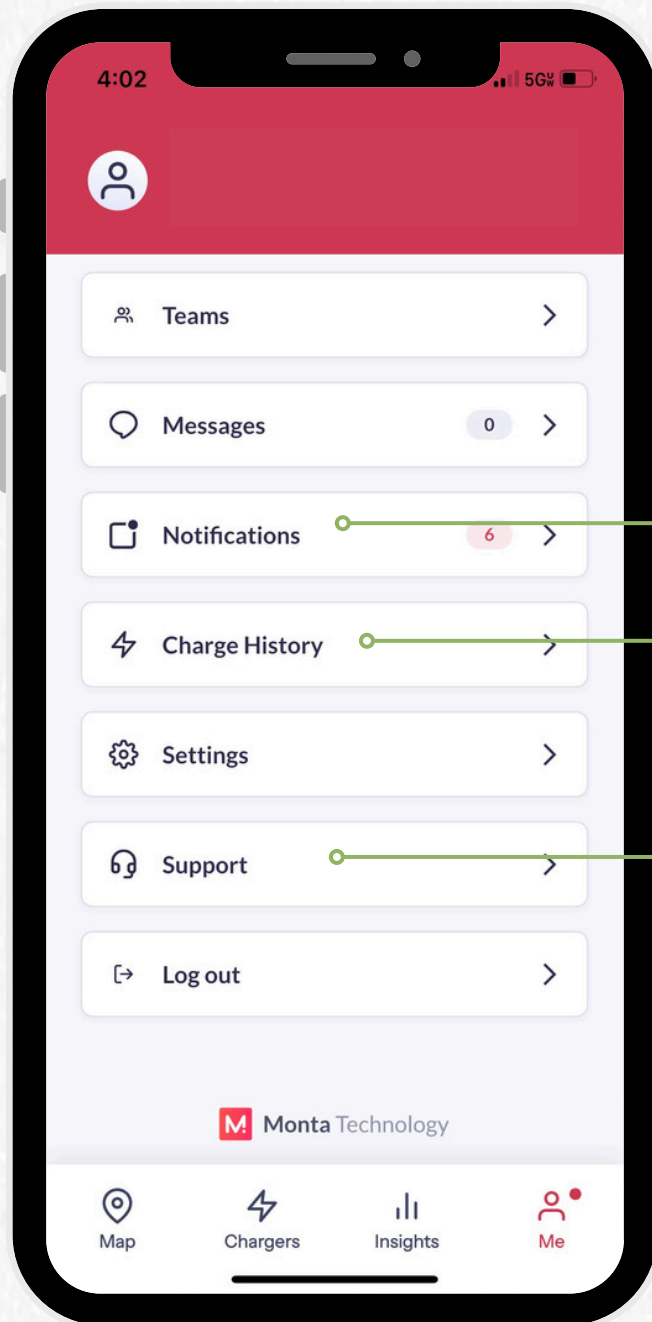 4:02
5GW
Teams
Messages 0
Notifications 6
Charge History
Settings
Support
Log out
M! Monta Technology
Map Chargers Insights Me